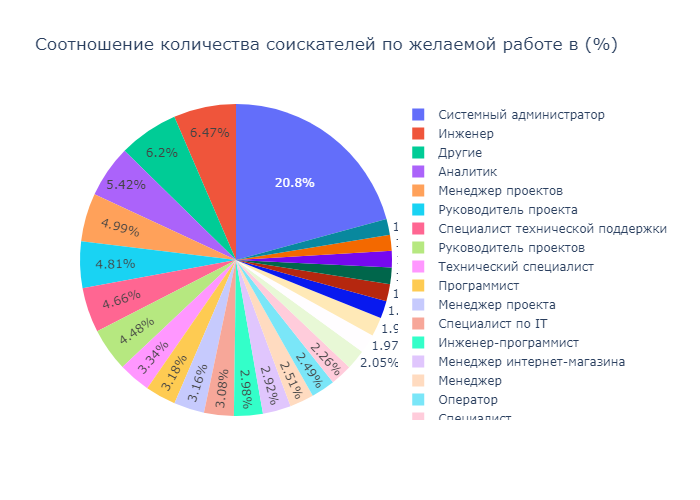 Соотношение количества соискателей по желаемой работе в (%)
20.8%
6.47%
6.2%
5.42%
4.99%
4.81%
4.66%
4.48%
3.34%
3.18%
3.16%
3.08%
2.98%
2.92%
2.51%
2.49%
2.26%
2.05%
1.97
Системный администратор
Инженер
Другие
Аналитик
Менеджер проектов
Руководитель проекта
Специалист технической поддержки
Руководитель проектов
Технический специалист
Программист
Менеджер проекта
Специалист по IT
Инженер-программист
Менеджер интернет-магазина
Менеджер
Оператор
Специалист